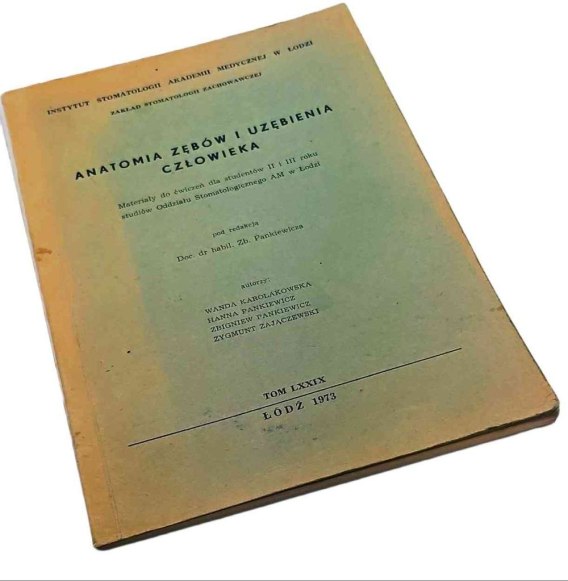 INSTYTUT STOMATOLOGII AKADEMII MEDYCZNEJ W ŁODZI
ZAKŁAD STOMATOLOGII ZACHOWAWCZEJ
ANATOMIA ZĘBÓW I UZĘBIENIA
CZŁOWIEKA
Materiały do ćwiczeń dla studentów II i III roku
studiów Oddziału Stomatologicznego AM w Łodzi
pod redakcją
Doc. dr habil. Zb. Pankiewicza
autorzy:
WANDA KAROLAKOWSKA
HANNA PANKIEWICZ
ZBIGNIEW PANKIEWICZ
ZYGMUNT ZAJĄCZEWSKI
TOM LXXIX
ŁÓDŹ 1973